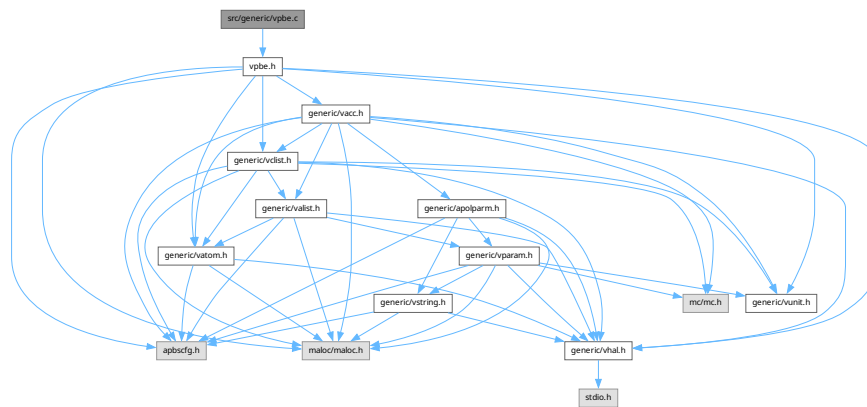 src/generic/vpbe.c
vpbe.h
generic/vacc.h
generic/vclist.h
generic/valist.h
generic/apolparm.h
generic/vatom.h
generic/vparam.h
generic/vstring.h
mc/mc.h
generic/vunit.h
apbscfg.h
maloc/maloc.h
generic/vhal.h
stdio.h